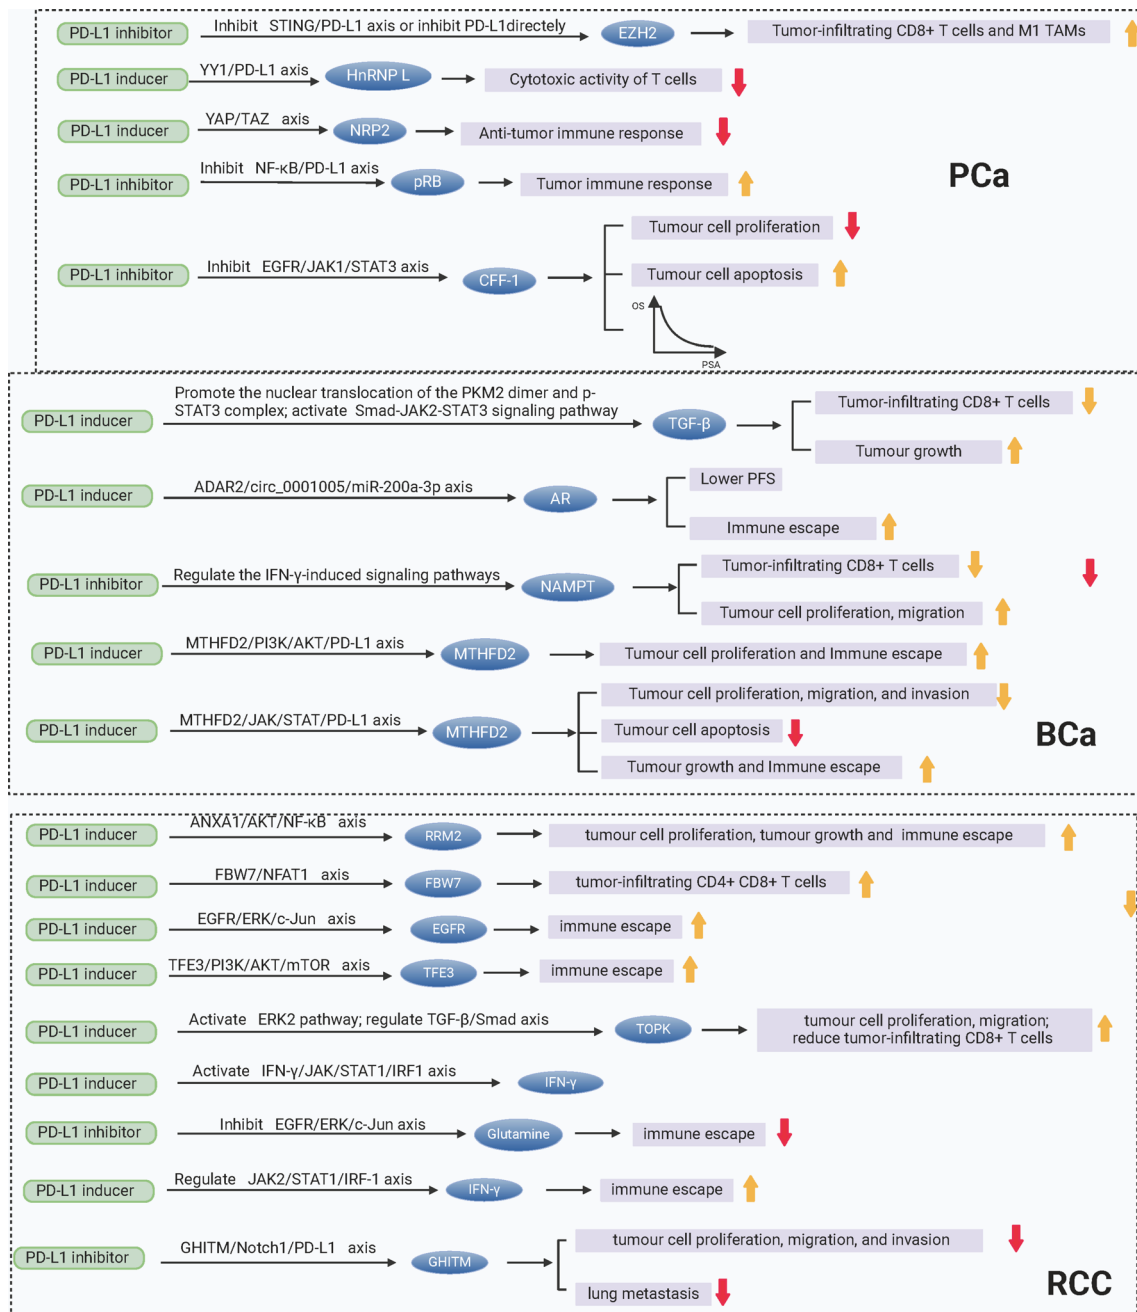 PD-L1 inhibitor
Inhibit STING/PD-L1 axis or inhibit PD-L1directely
EZH2
Tumor-infiltrating CD8+ T cells and M1 TAMs
PD-L1 inducer
YY1/PD-L1 axis
HnRNP L
Cytotoxic activity of T cells
PD-L1 inducer
YAP/TAZ axis
NRP2
Anti-tumor immune response
PD-L1 inhibitor
Inhibit NF-κB/PD-L1 axis
pRB
Tumor immune response
PCa
PD-L1 inhibitor
Inhibit EGFR/JAK1/STAT3 axis
CFF-1
Tumour cell proliferation
Tumour cell apoptosis
OS
PSA
PD-L1 inducer
Promote the nuclear translocation of the PKM2 dimer and p-
STAT3 complex; activate Smad-JAK2-STAT3 signaling pathway
TGF-β
Tumor-infiltrating CD8+ T cells
Tumour growth
PD-L1 inducer
ADAR2/circ_0001005/miR-200a-3p axis
AR
Lower PFS
Immune escape
PD-L1 inhibitor
Regulate the IFN-γ-induced signaling pathways
NAMPT
Tumor-infiltrating CD8+ T cells
Tumour cell proliferation, migration
PD-L1 inducer
MTHFD2/PI3K/AKT/PD-L1 axis
MTHFD2
Tumour cell proliferation and Immune escape
PD-L1 inducer
MTHFD2/JAK/STAT/PD-L1 axis
MTHFD2
Tumour cell proliferation, migration, and invasion
Tumour cell apoptosis
Tumour growth and Immune escape
BCa
PD-L1 inducer
ANXA1/AKT/NF-κB axis
RRM2
tumour cell proliferation, tumour growth and immune escape
PD-L1 inducer
FBW7/NFAT1 axis
FBW7
tumor-infiltrating CD4+ CD8+ T cells
PD-L1 inducer
EGFR/ERK/c-Jun axis
EGFR
immune escape
PD-L1 inducer
TFE3/PI3K/AKT/mTOR axis
TFE3
immune escape
PD-L1 inducer
Activate ERK2 pathway; regulate TGF-β/Smad axis
TOPK
tumour cell proliferation, migration;
reduce tumor-infiltrating CD8+ T cells
PD-L1 inducer
Activate IFN-γ/JAK/STAT1/IRF1 axis
IFN-γ
PD-L1 inhibitor
Inhibit EGFR/ERK/c-Jun axis
Glutamine
immune escape
PD-L1 inducer
Regulate JAK2/STAT1/IRF-1 axis
IFN-γ
immune escape
PD-L1 inhibitor
GHITM/Notch1/PD-L1 axis
GHITM
tumour cell proliferation, migration, and invasion
lung metastasis
RCC